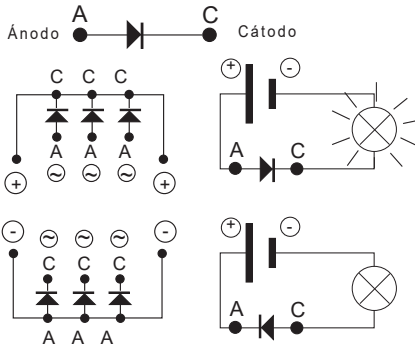 Ánodo A C Cátodo
C C C
A A A
+ ~ ~ ~ +
+ -
A C
- ~ ~ ~ -
C C C
A A A
+ -
A C